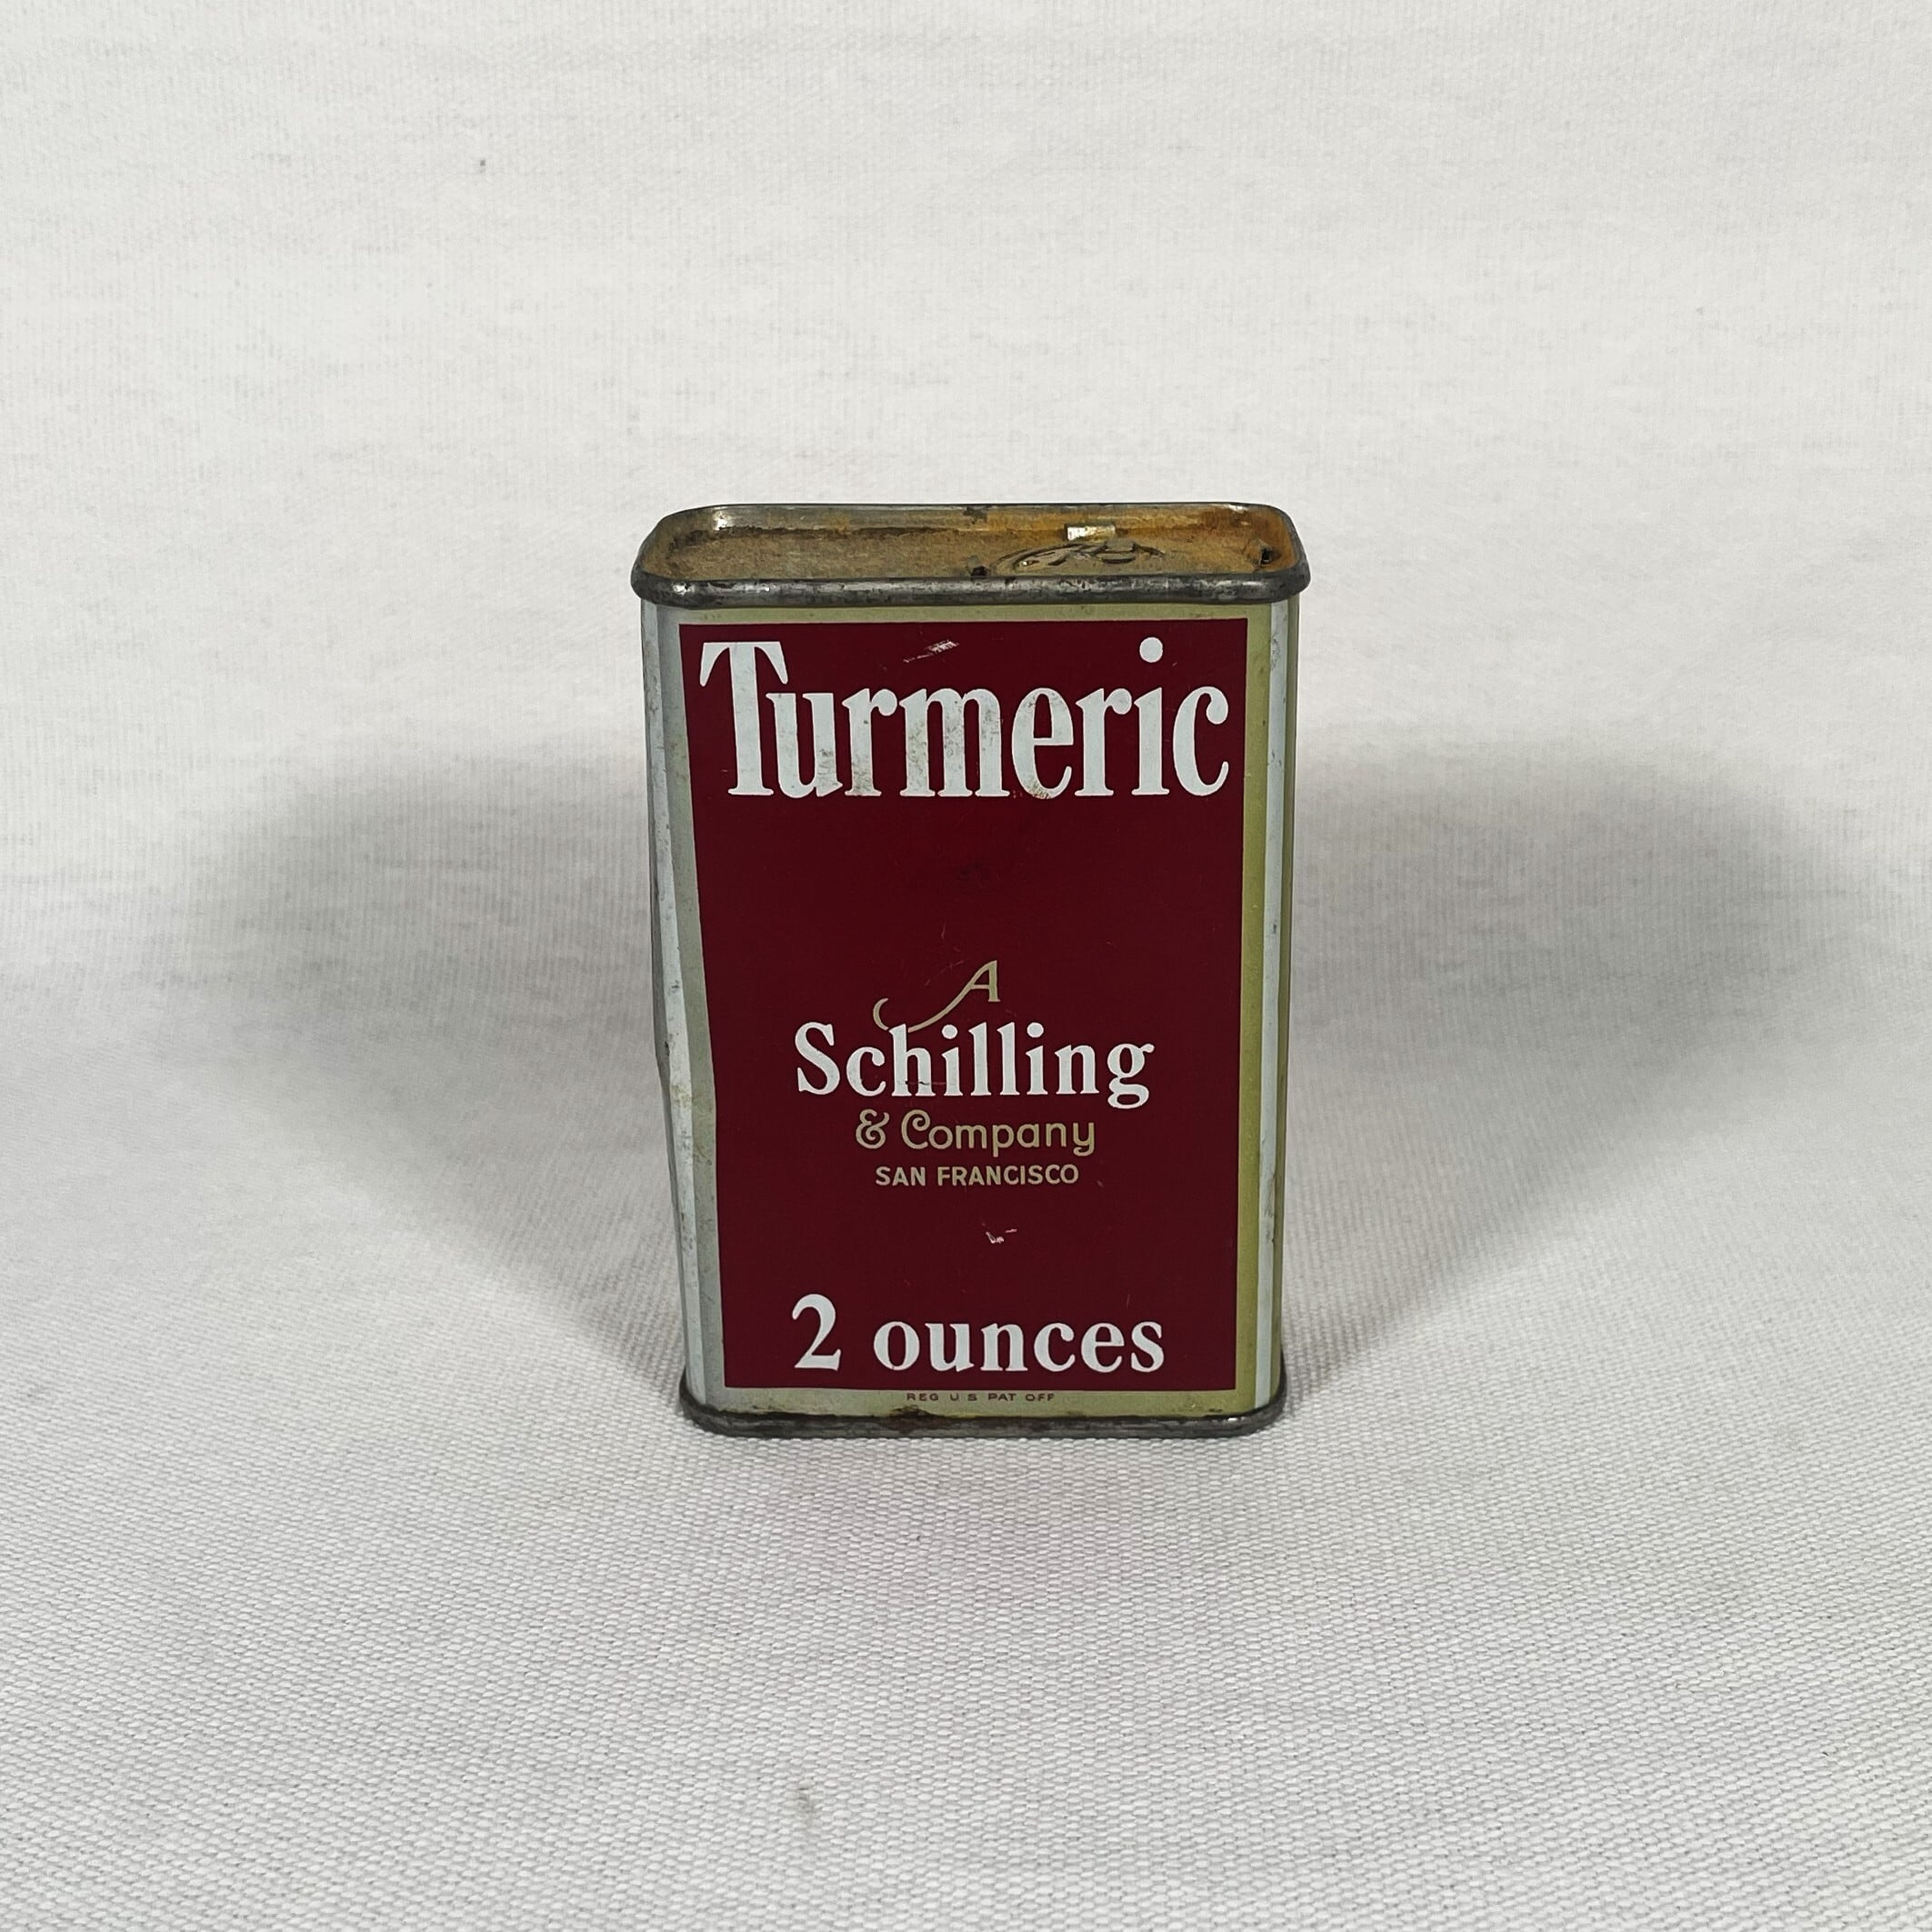 Turmeric
A
Schilling
& Company
SAN FRANCISCO
2 ounces
REG U S PAT OFF